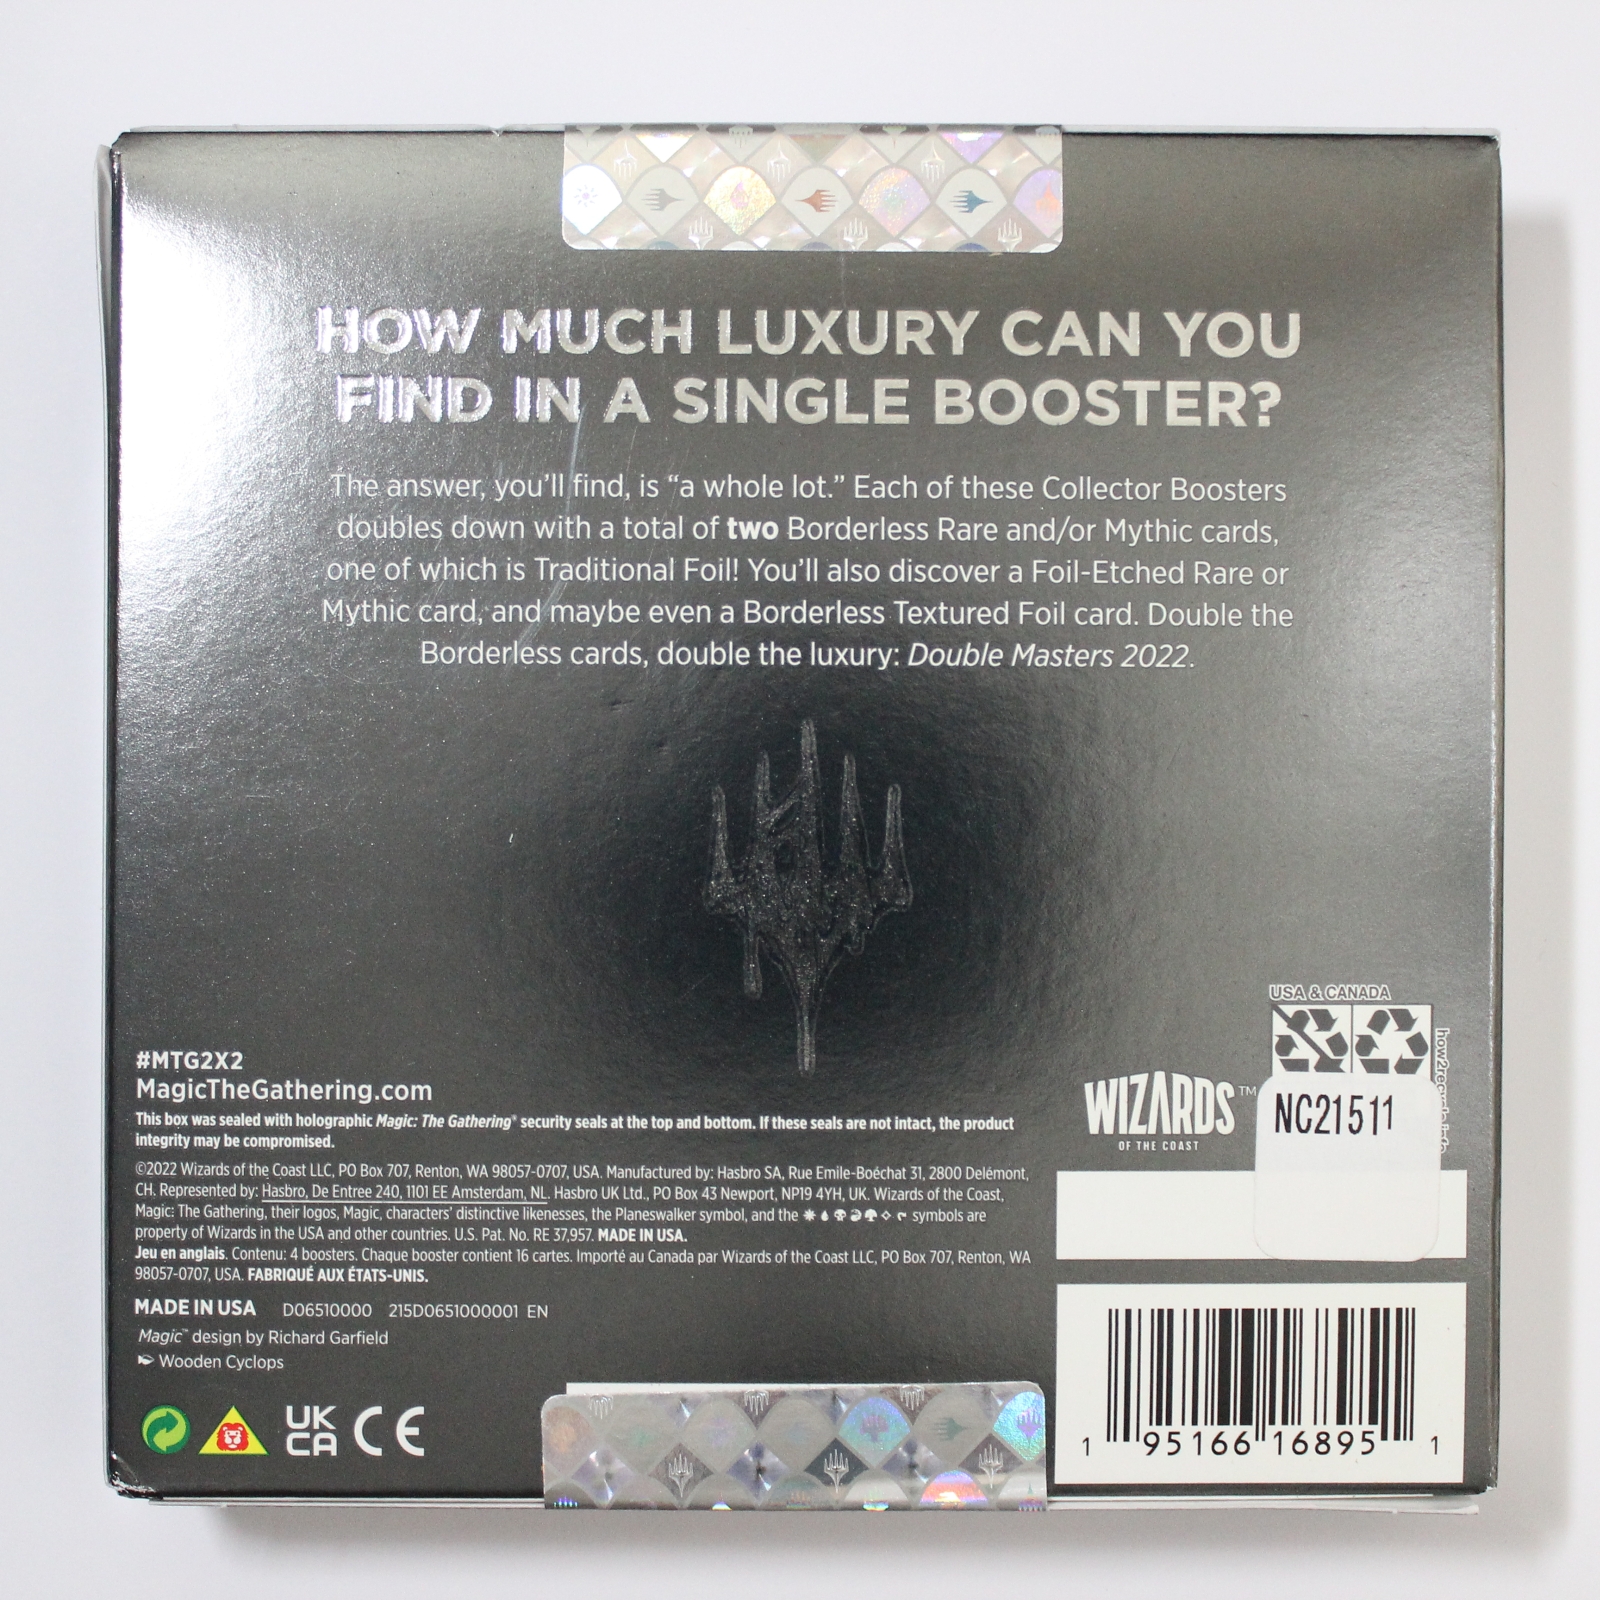 HOW MUCH LUXURY CAN YOU
FIND IN A SINGLE BOOSTER?
The answer, you'll find, is “a whole lot.” Each of these Collector Boosters
doubles down with a total of two Borderless Rare and/or Mythic cards,
one of which is Traditional Foil! You'll also discover a Foil-Etched Rare or
Mythic card, and maybe even a Borderless Textured Foil card. Double the
Borderless cards, double the luxury: Double Masters 2022.
#MTG2X2
MagicTheGathering.com
This box was sealed with holographic Magic: The Gathering® security seals at the top and bottom. If these seals are not intact, the product
integrity may be compromised.
©2022 Wizards of the Coast LLC, PO Box 707, Renton, WA 98057-0707, USA. Manufactured by: Hasbro SA, Rue Emile-Boéchat 31, 2800 Delémont,
CH. Represented by: Hasbro, De Entree 240, 1101 EE Amsterdam, NL. Hasbro UK Ltd., PO Box 43 Newport, NP19 4YH, UK. Wizards of the Coast,
Magic: The Gathering, their logos, Magic, characters' distinctive likenesses, the Planeswalker symbol, and the symbols are
property of Wizards in the USA and other countries. U.S. Pat. No. RE 37,957. MADE IN USA.
Jeu en anglais. Contenu: 4 boosters. Chaque booster contient 16 cartes. Importé au Canada par Wizards of the Coast LLC, PO Box 707, Renton, WA
98057-0707, USA. FABRIQUÉ AUX ÉTATS-UNIS.
MADE IN USA D06510000 215D0651000001 EN
Magic™ design by Richard Garfield
Wooden Cyclops
UK
CA CE
USA & CANADA
WIZARDS™
OF THE COAST
NC21511
1 95166 16895 1